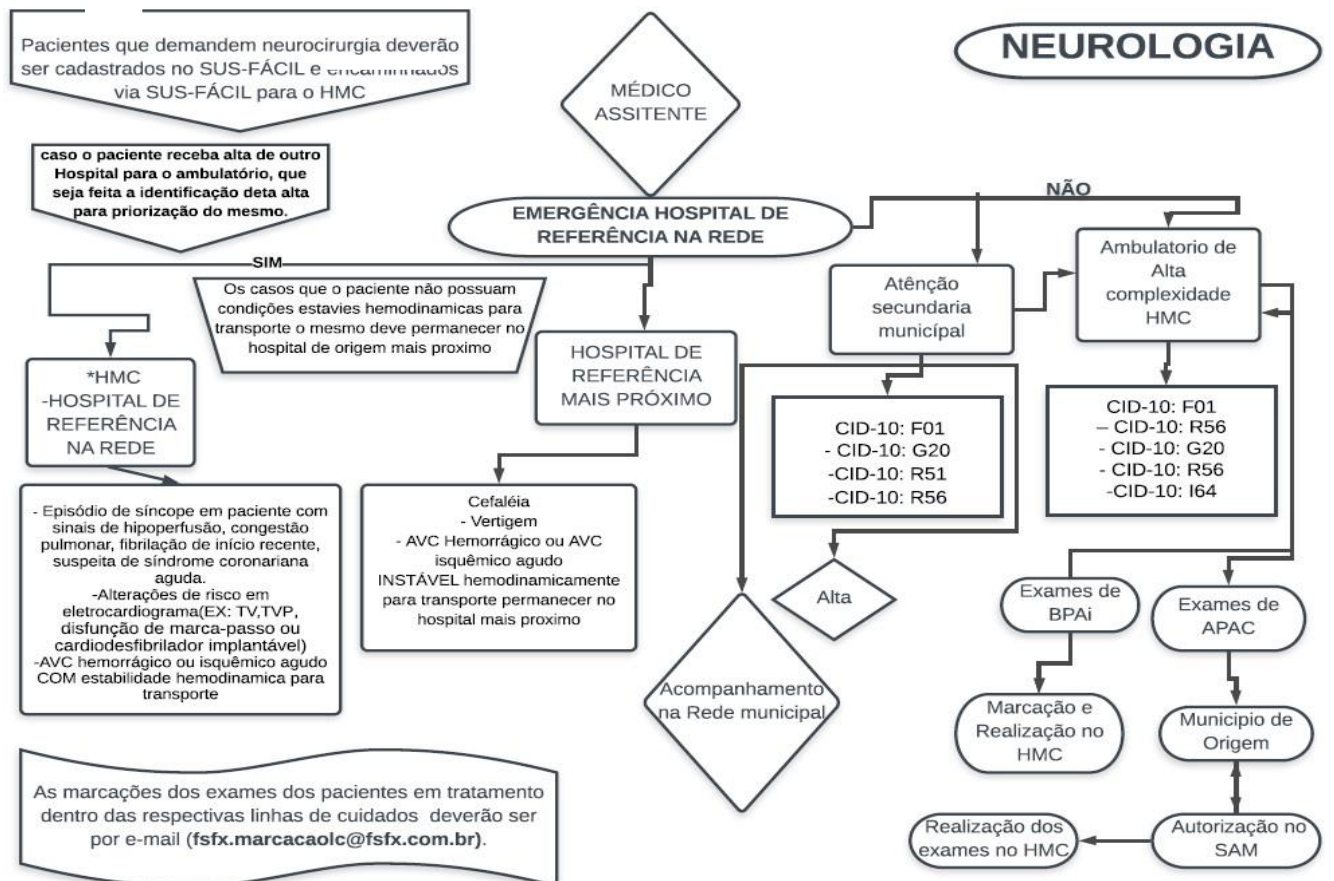 Pacientes que demandem neurocirurgia deverão
ser cadastrados no SUS-FÁCIL e encaminhados
via SUS-FÁCIL para o HMC
NEUROLOGIA
MÉDICO
ASSITENTE
caso o paciente receba alta de outro
Hospital para o ambulatório, que
seja feita a identificação deta alta
para priorização do mesmo.
EMERGÊNCIA HOSPITAL DE
REFERÊNCIA NA REDE
NÃO
SIM
Os casos que o paciente não possuam
condições estavies hemodinamicas para
transporte o mesmo deve permanecer no
hospital de origem mais proximo
Atênção
secundaria
municípal
Ambulatorio de
Alta
complexidade
HMC
*HMC
-HOSPITAL DE
REFERÊNCIA
NA REDE
HOSPITAL DE
REFERÊNCIA
MAIS PRÓXIMO
CID-10: F01
- CID-10: G20
-CID-10: R51
-CID-10: R56
CID-10: F01
– CID-10: R56
- CID-10: G20
- CID-10: R56
-CID-10: I64
- Episódio de síncope em paciente com
sinais de hipoperfusão, congestão
pulmonar, fibrilação de início recente,
suspeita de síndrome coronariana
aguda.
-Alterações de risco em
eletrocardiograma(EX: TV,TVP,
disfunção de marca-passo ou
cardiodesfibrilador implantável)
-AVC hemorrágico ou isquêmico agudo
COM estabilidade hemodinamica para
transporte
Cefaléia
- Vertigem
- AVC Hemorrágico ou AVC
isquêmico agudo
INSTÁVEL hemodinamicamente
para transporte permanecer no
hospital mais proximo
Alta
Exames de
BPAi
Exames de
APAC
Acompanhamento
na Rede municipal
Marcação e
Realização no
HMC
Municipio de
Origem
As marcações dos exames dos pacientes em tratamento
dentro das respectivas linhas de cuidados deverão ser
por e-mail (fsfx.marcacaolc@fsfx.com.br).
Realização dos
exames no HMC
Autorização no
SAM